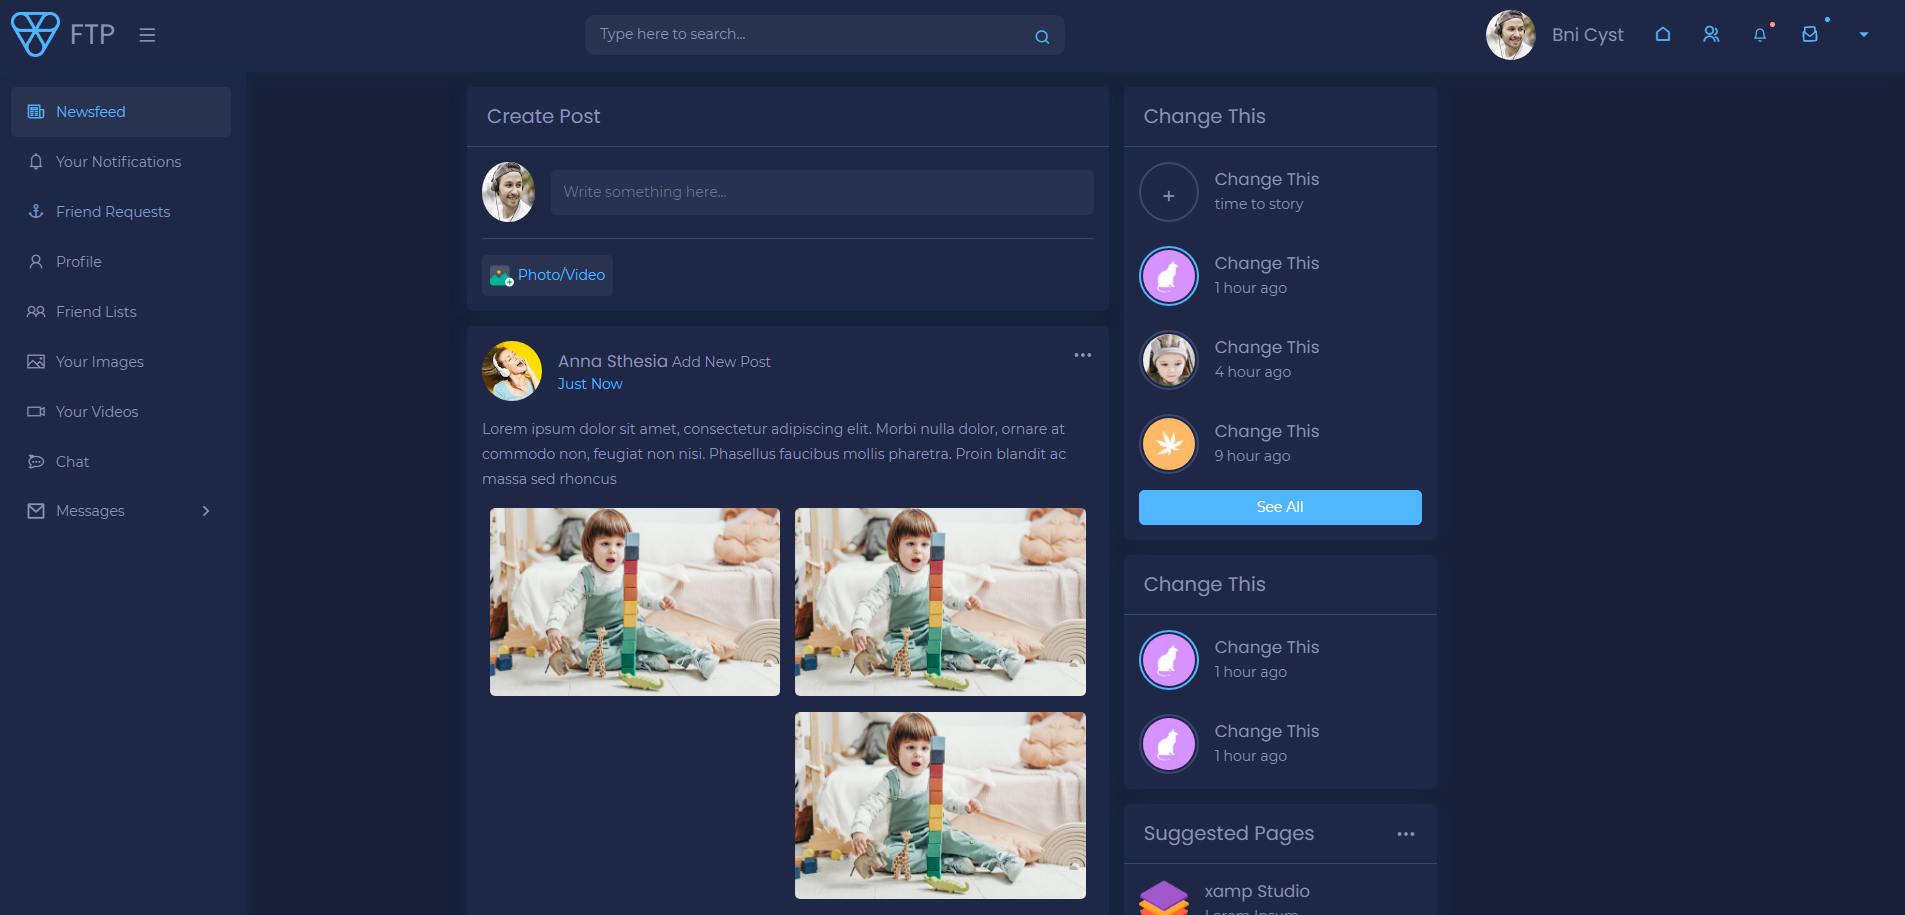 FTP
Type here to search...
Bni Cyst
Newsfeed
Your Notifications
Friend Requests
Profile
Friend Lists
Your Images
Your Videos
Chat
Messages
Create Post
Write something here...
Photo/Video
Anna Sthesia Add New Post
Just Now
Lorem ipsum dolor sit amet, consectetur adipiscing elit. Morbi nulla dolor, ornare at
commodo non, feugiat non nisi. Phasellus faucibus mollis pharetra. Proin blandit ac
massa sed rhoncus
Change This
Change This
time to story
Change This
1 hour ago
Change This
4 hour ago
Change This
9 hour ago
See All
Change This
Change This
1 hour ago
Change This
1 hour ago
Suggested Pages
xamp Studio
Lorem Ipsum